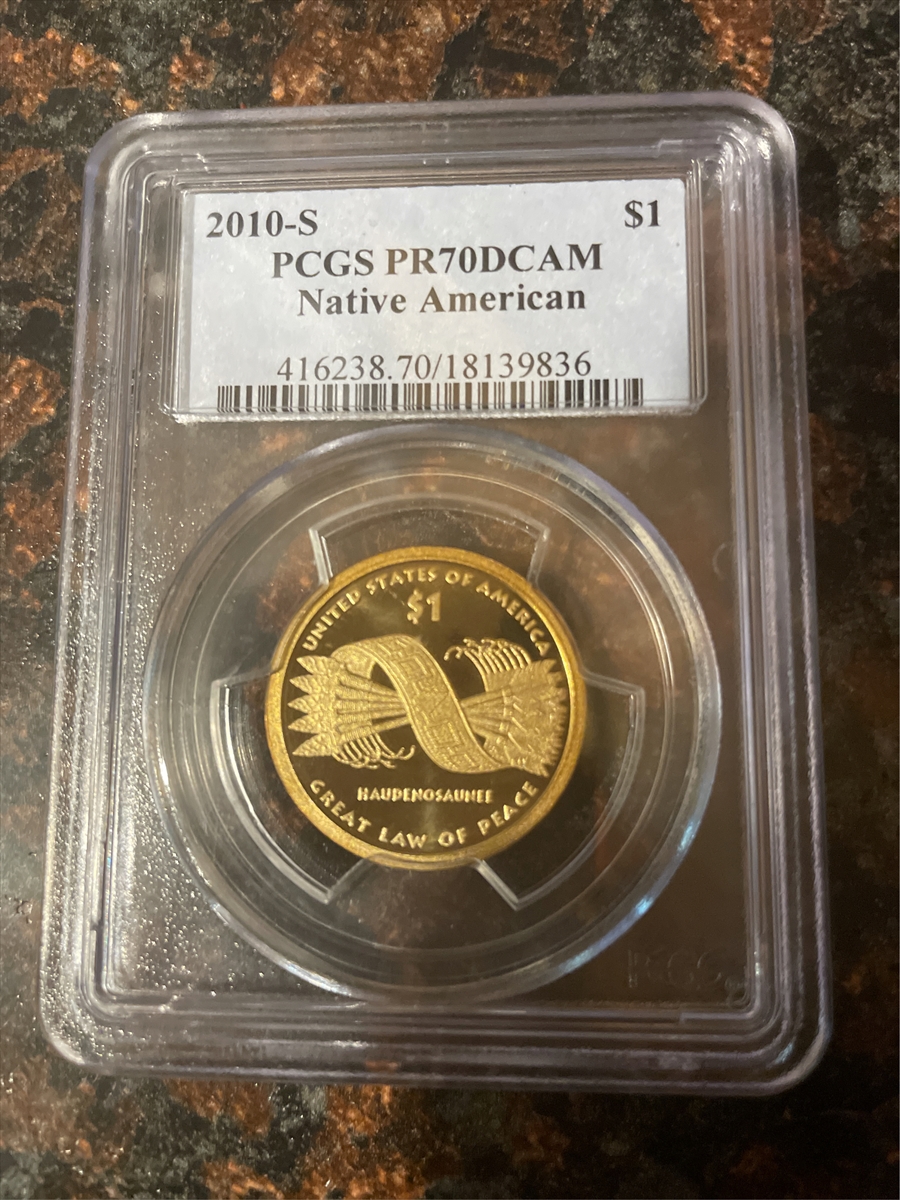 2010-S $1
PCGS PR70DCAM
Native American
416238.70/18139836
UNITED STATES OF AMERICA
$1
HAUDENOSAUNEE
GREAT LAW OF PEACE
PCGS